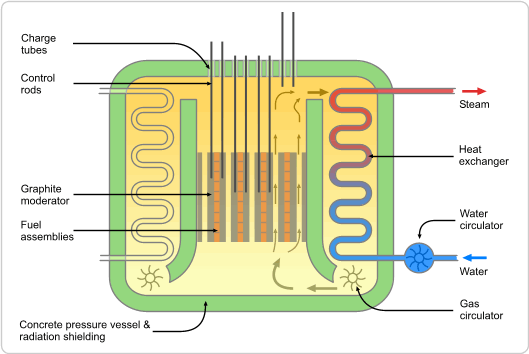 Charge
tubes
Control
rods
Graphite
moderator
Fuel
assemblies
Concrete pressure vessel &
radiation shielding
Steam
Heat
exchanger
Water
circulator
Water
Gas
circulator